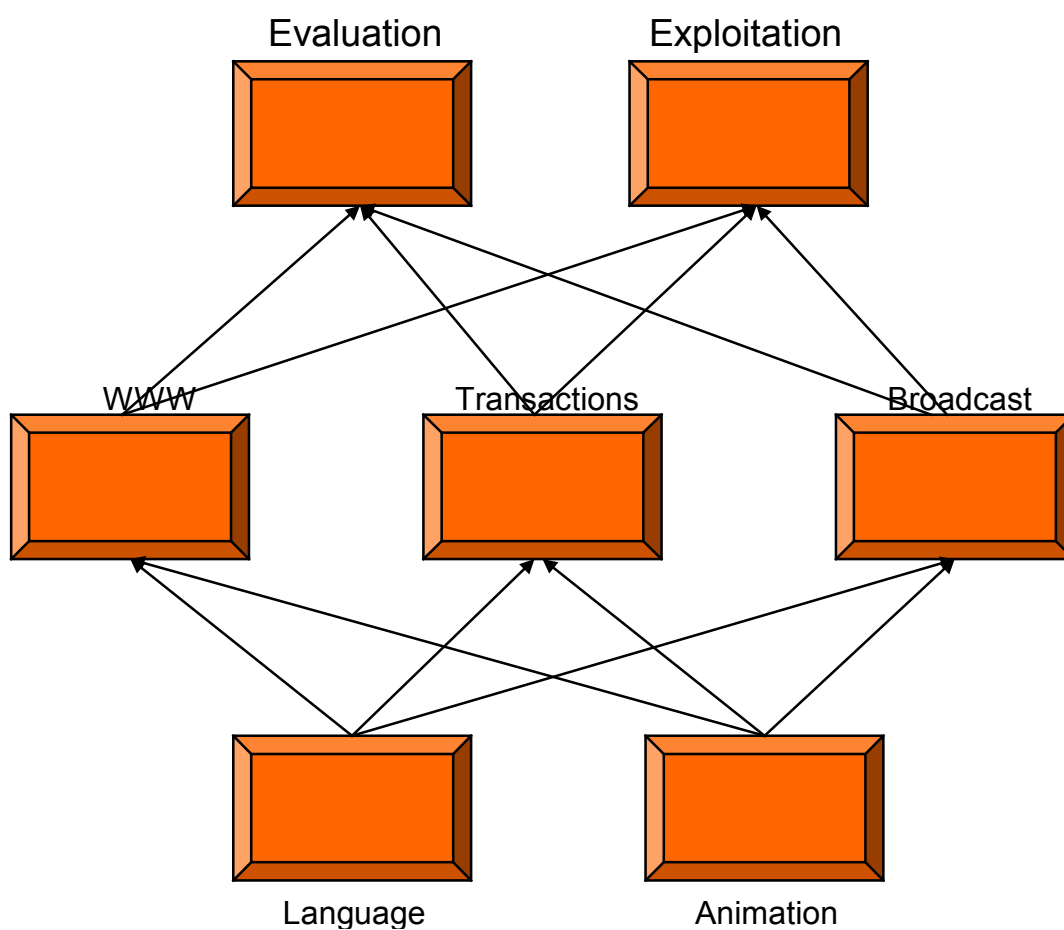 Evaluation
Exploitation
WWW
Transactions
Broadcast
Language
Animation